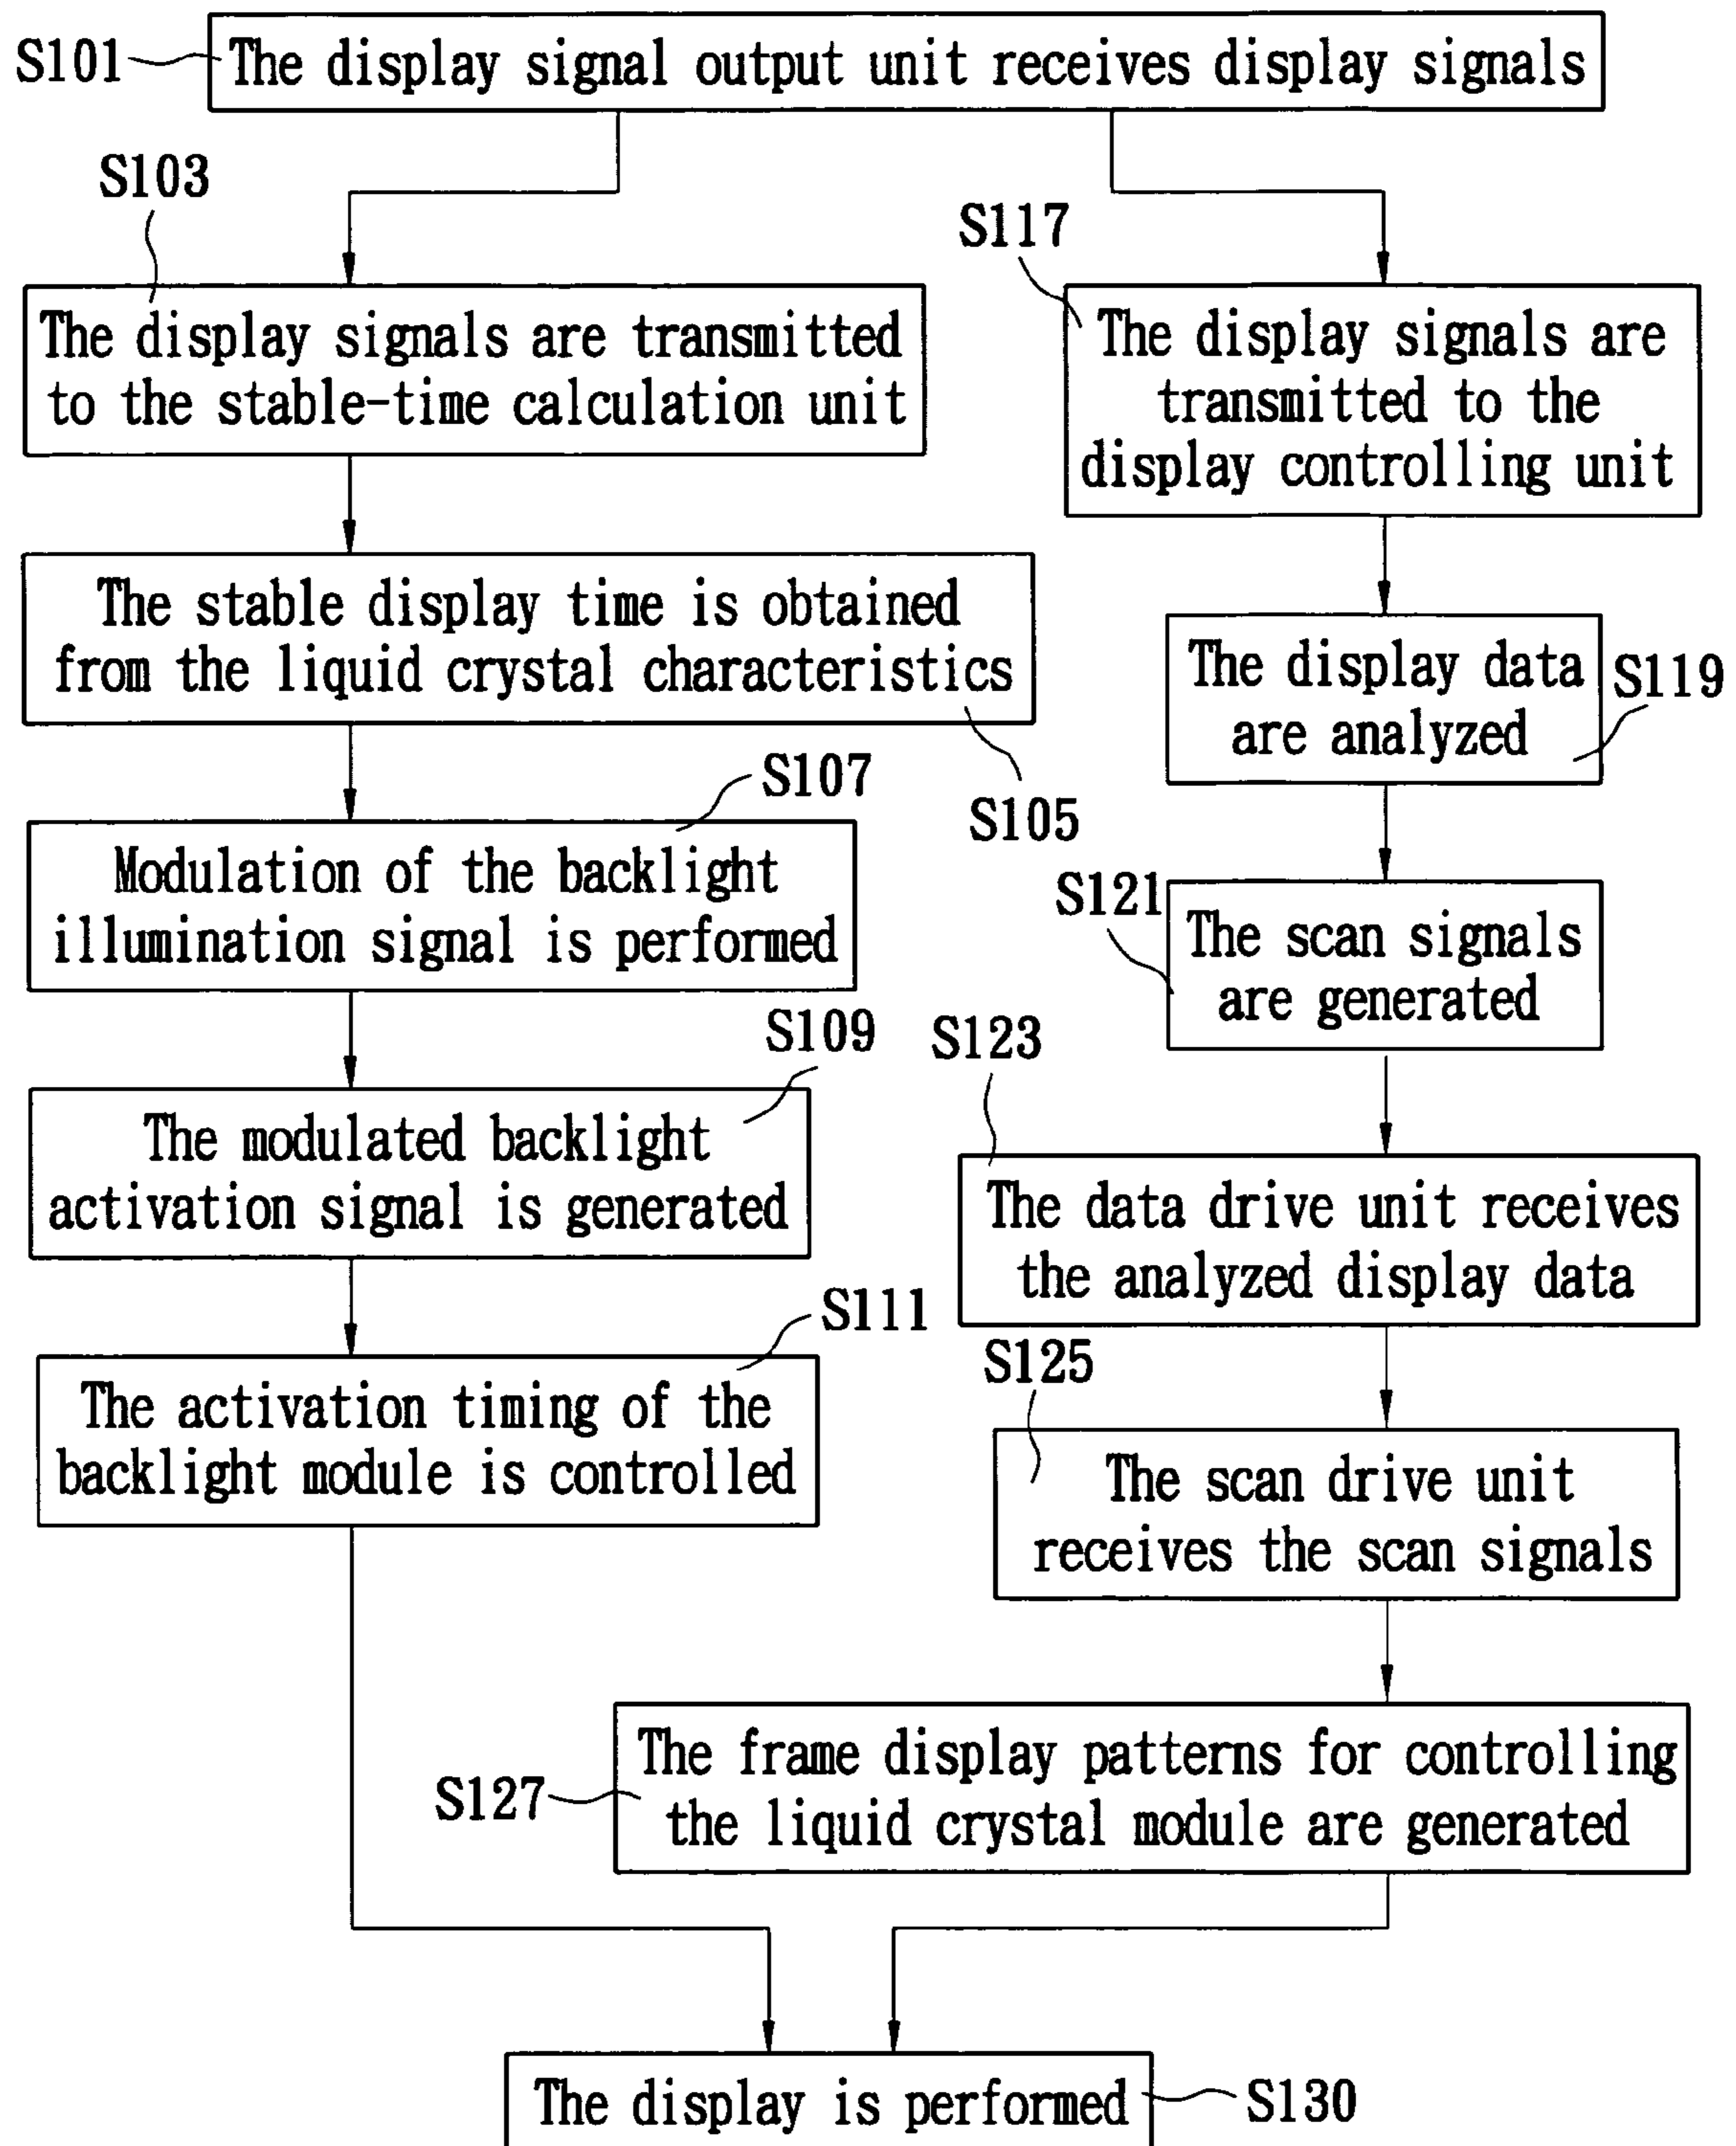 S101
The display signal output unit receives display signals
S103
The display signals are transmitted
to the stable-time calculation unit
The stable display time is obtained
from the liquid crystal characteristics
S105
S107
Modulation of the backlight
illumination signal is performed
S109
The modulated backlight
activation signal is generated
S111
The activation timing of the
backlight module is controlled
S117
The display signals are
transmitted to the
display controlling unit
The display data
are analyzed
S119
S121
The scan signals
are generated
S123
The data drive unit receives
the analyzed display data
S125
The scan drive unit
receives the scan signals
S127
The frame display patterns for controlling
the liquid crystal module are generated
The display is performed
S130